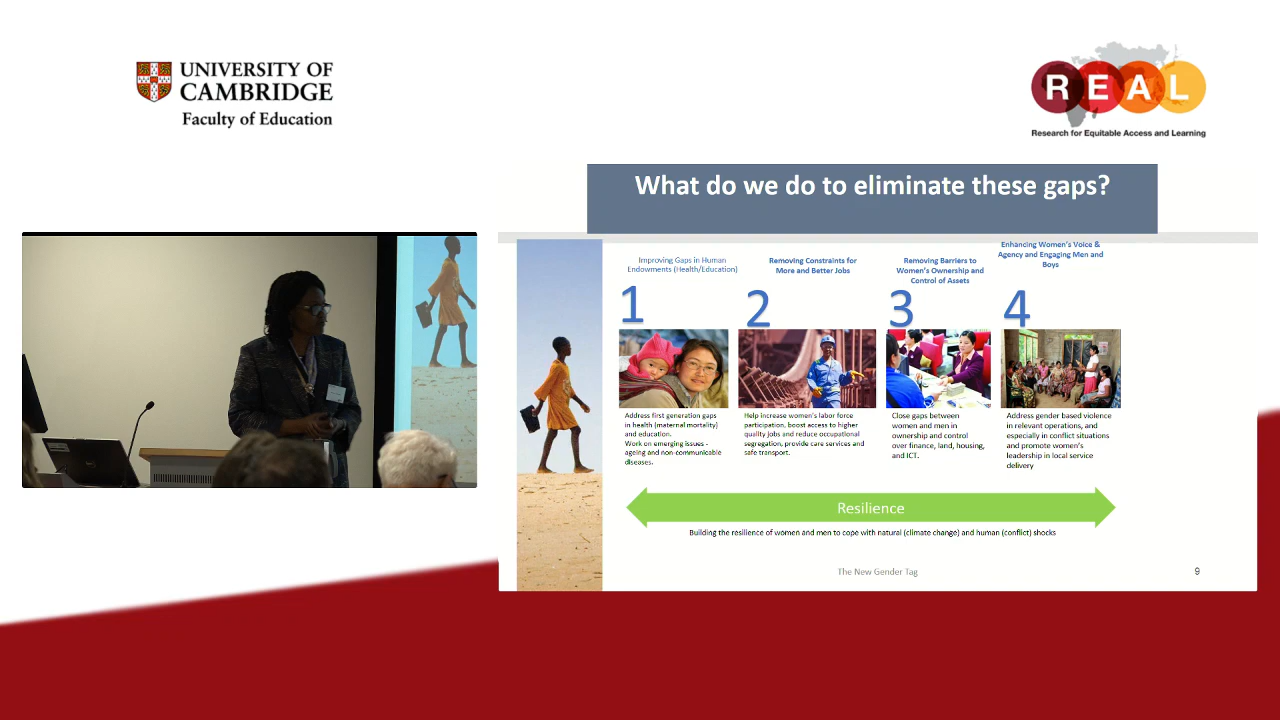 UNIVERSITY OF
CAMBRIDGE
Faculty of Education
R E A L
Research for Equitable Access and Learning
What do we do to eliminate these gaps?
Improving Gaps in Human
Endowments (Health/Education)
1
Address first generation gaps
in health (maternal mortality)
and education.
Work on emerging issues -
ageing and non-communicable
diseases.
Removing Constraints for
More and Better Jobs
2
Help increase women's labor force
participation, boost access to higher
quality jobs and reduce occupational
segregation, provide care services and
safe transport.
Removing Barriers to
Women's Ownership and
Control of Assets
3
Close gaps between
women and men in
ownership and control
over finance, land, housing,
and ICT.
Enhancing Women's Voice &
Agency and Engaging Men and
Boys
4
Address gender based violence
in relevant operations, and
especially in conflict situations
and promote women's
leadership in local service
delivery
Resilience
Building the resilience of women and men to cope with natural (climate change) and human (conflict) shocks
The New Gender Tag
9